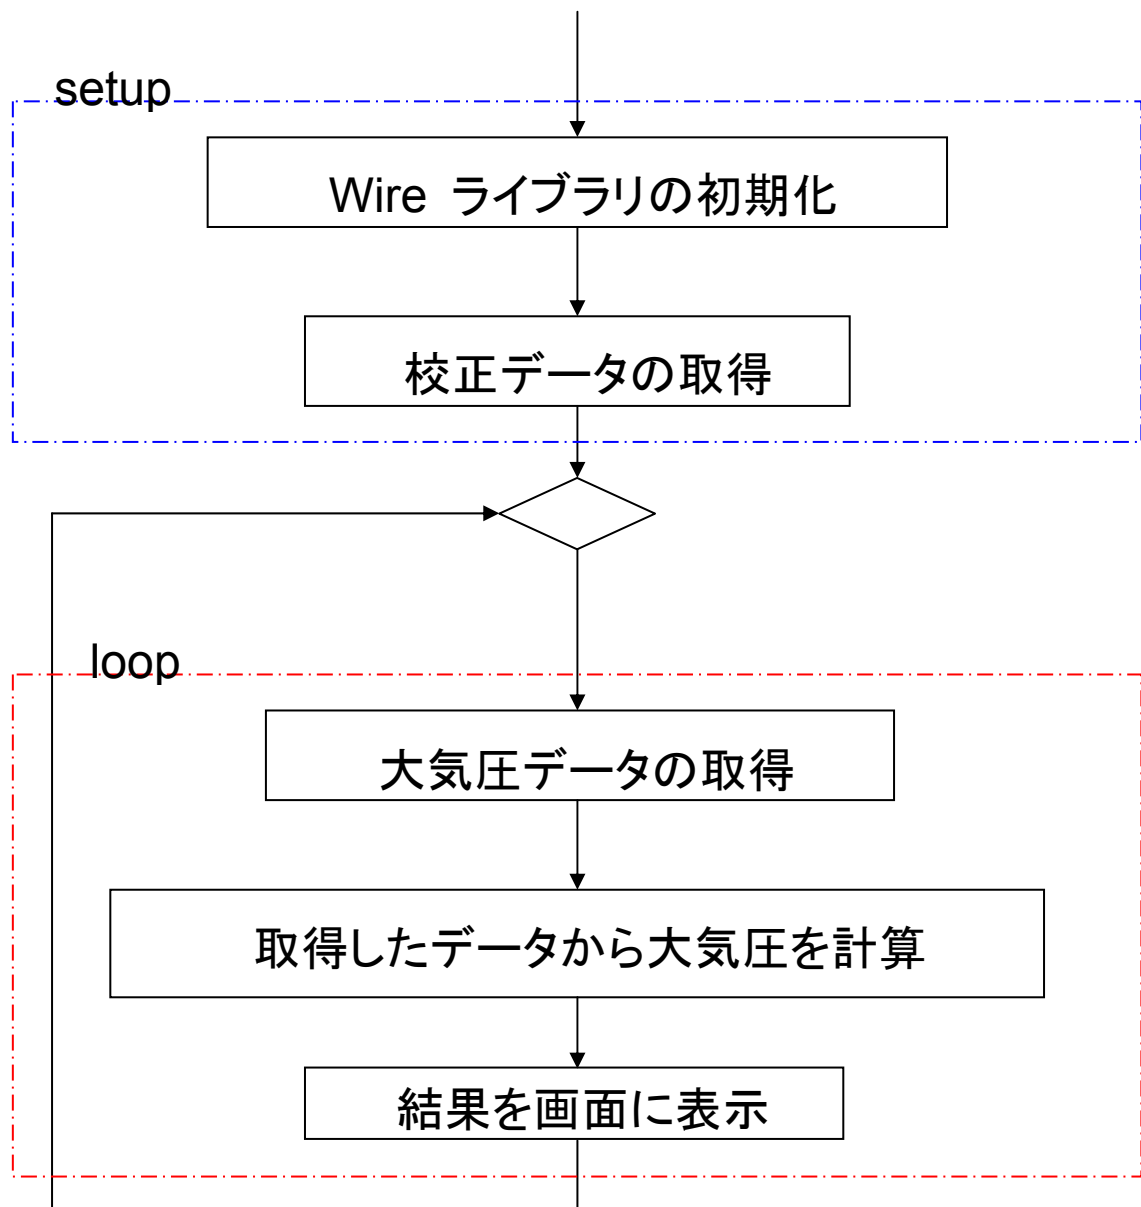 setup
Wire ライブラリの初期化
校正データの取得
loop
大気圧データの取得
取得したデータから大気圧を計算
結果を画面に表示